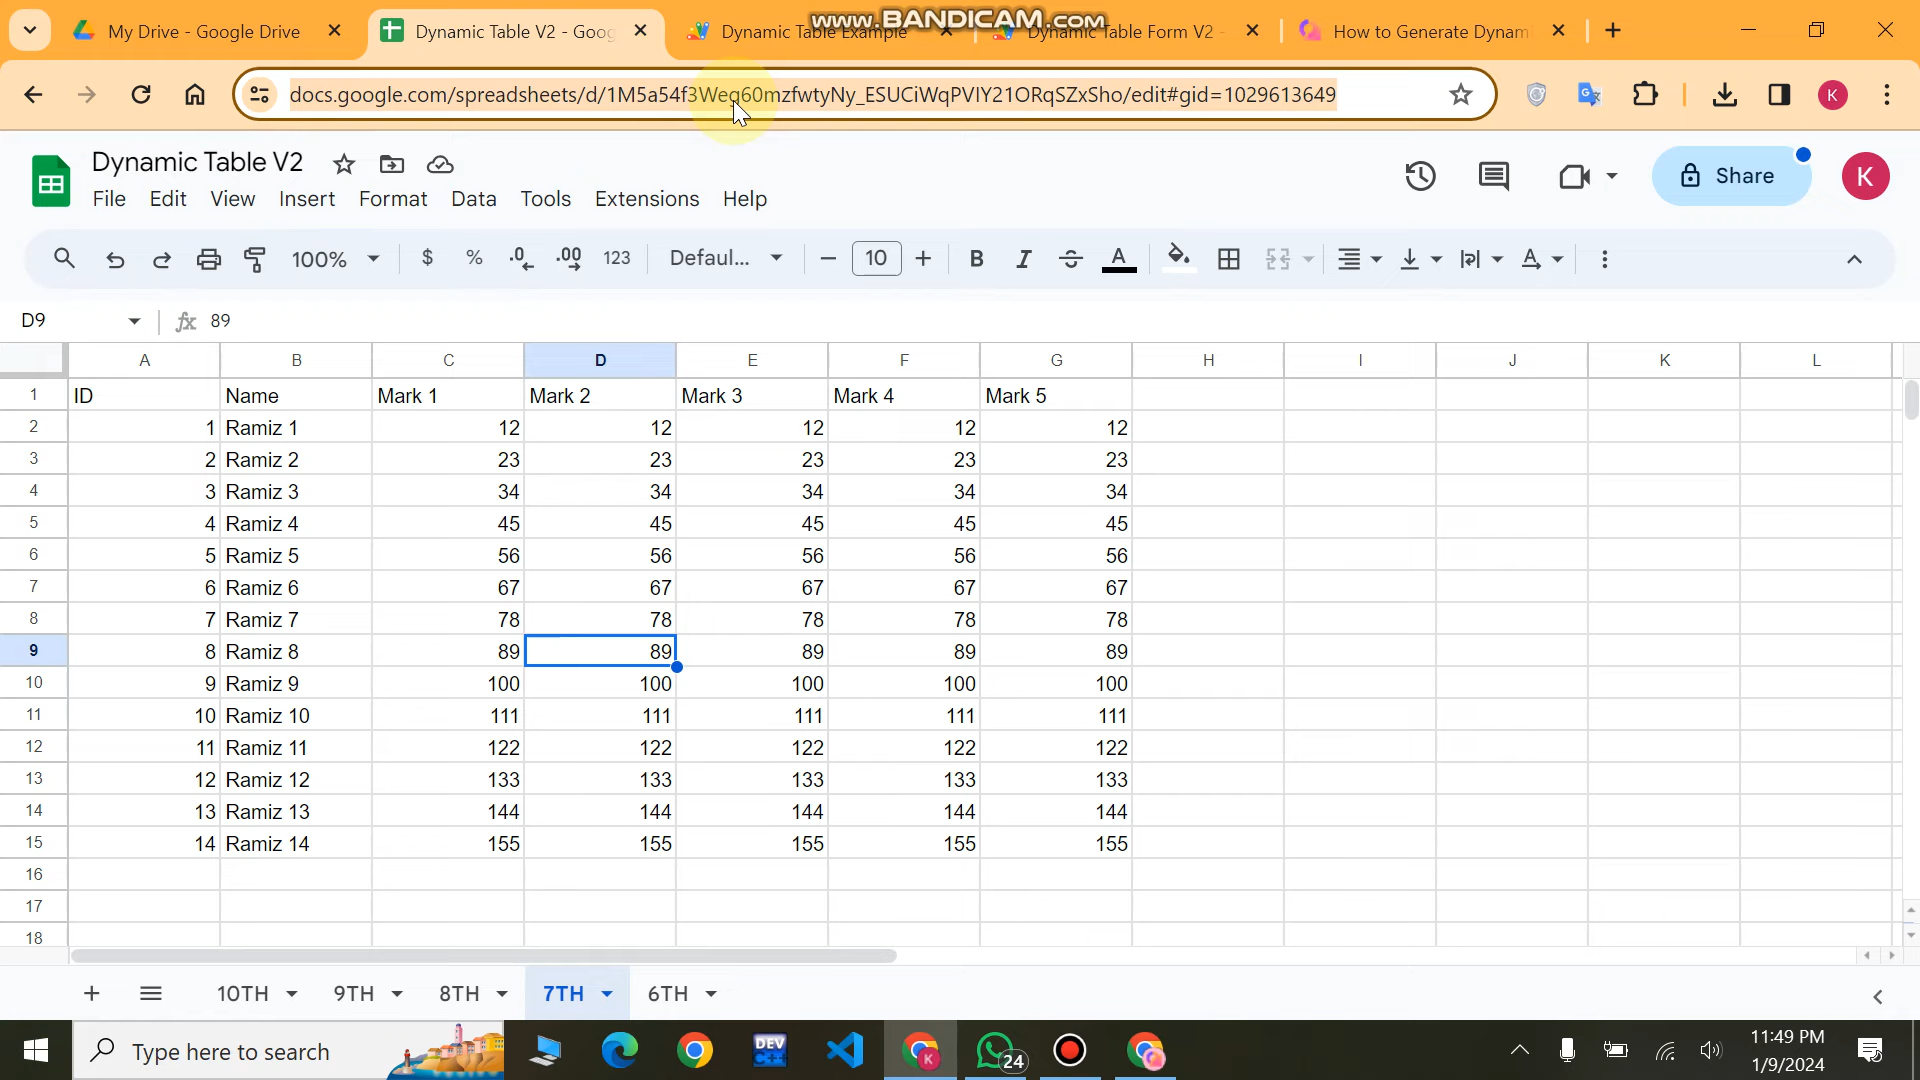 www.BANDICAM.com
My Drive - Google Drive
Dynamic Table V2 - Goog
Dynamic Table Example
Dynamic Table Form V2 -
How to Generate Dynam
docs.google.com/spreadsheets/d/1M5a54f3Weq60mzfwtyNy_ESUCiWqPVIY21ORqSZxSho/edit#gid=1029613649
K
Dynamic Table V2
Share
K
File Edit View Insert Format Data Tools Extensions Help
100% $ % .0 .00 123 Defaul... 10 B I S A
D9 fx 89
A B C D E F G H I J K L
1 ID Name Mark 1 Mark 2 Mark 3 Mark 4 Mark 5
2 1 Ramiz 1 12 12 12 12 12
3 2 Ramiz 2 23 23 23 23 23
4 3 Ramiz 3 34 34 34 34 34
5 4 Ramiz 4 45 45 45 45 45
6 5 Ramiz 5 56 56 56 56 56
7 6 Ramiz 6 67 67 67 67 67
8 7 Ramiz 7 78 78 78 78 78
9 8 Ramiz 8 89 89 89 89 89
10 9 Ramiz 9 100 100 100 100 100
11 10 Ramiz 10 111 111 111 111 111
12 11 Ramiz 11 122 122 122 122 122
13 12 Ramiz 12 133 133 133 133 133
14 13 Ramiz 13 144 144 144 144 144
15 14 Ramiz 14 155 155 155 155 155
16
17
18
10TH 9TH 8TH 7TH 6TH
Type here to search
DEV C++
K
24
11:49 PM
1/9/2024